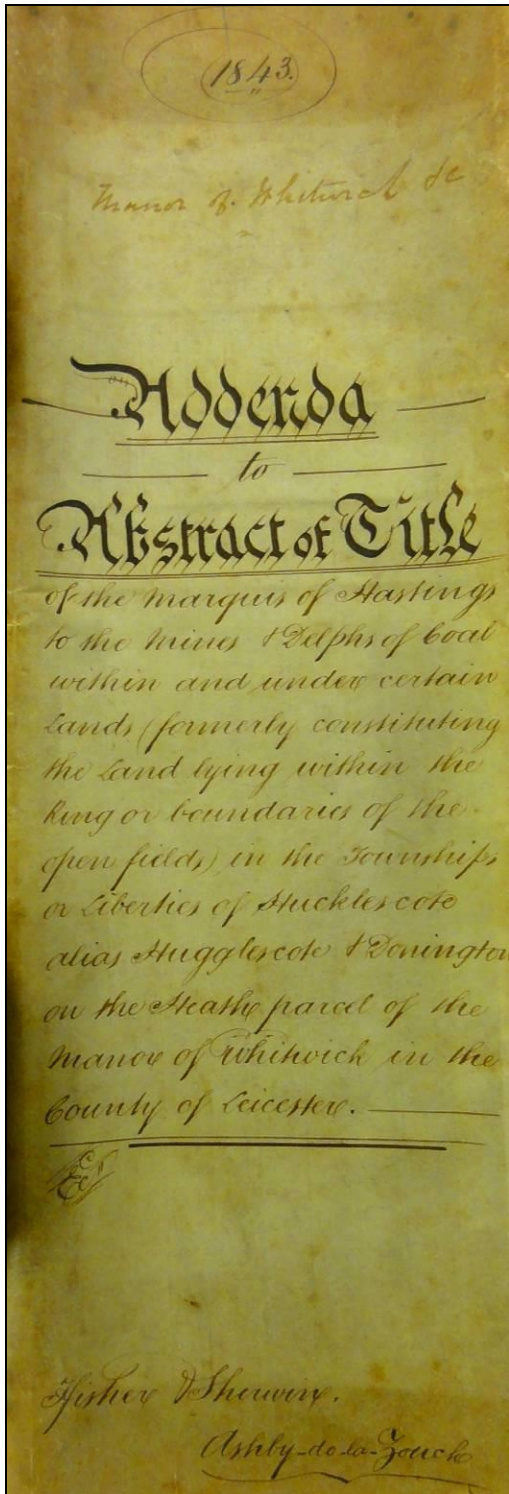 1843.
Manor of Whitwick &c
Addenda
to
Abstract of Title
of the Marquis of Hastings
to the Mines & Delphs of Coal
within and under certain
Lands (formerly constituting
the Land lying within the
Ring or boundaries of the
open fields) in the Townships
or Liberties of Hucklescote
alias Hugglescote & Donington
on the Heath parcel of the
Manor of Whitwick in the
County of Leicester.
Fisher & Sherwin.
Ashby-de-la-Zouch